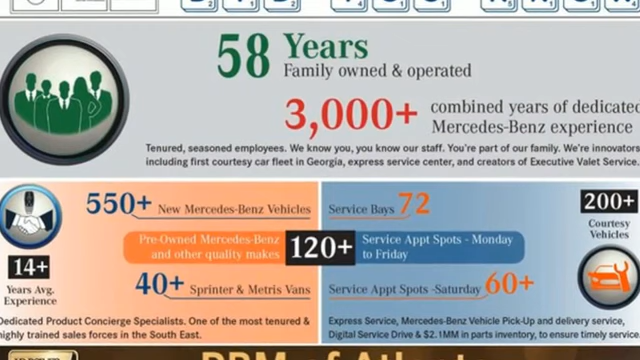 58 Years
Family owned & operated
3,000+ combined years of dedicated
Mercedes-Benz experience
Tenured, seasoned employees. We know you, you know our staff. You're part of our family. We're innovators
including first courtesy car fleet in Georgia, express service center, and creators of Executive Valet Service.
550+ New Mercedes-Benz Vehicles
Pre-Owned Mercedes-Benz
and other quality makes
120+
40+ Sprinter & Metris Vans
14+
Years Avg.
Experience
Dedicated Product Concierge Specialists. One of the most tenured &
highly trained sales forces in the South East.
Service Bays 72
Service Appt Spots - Monday
to Friday
Service Appt Spots -Saturday 60+
200+
Courtesy
Vehicles
Express Service, Mercedes-Benz Vehicle Pick-Up and delivery service,
Digital Service Drive & $2.1MM in parts inventory, to ensure timely service.